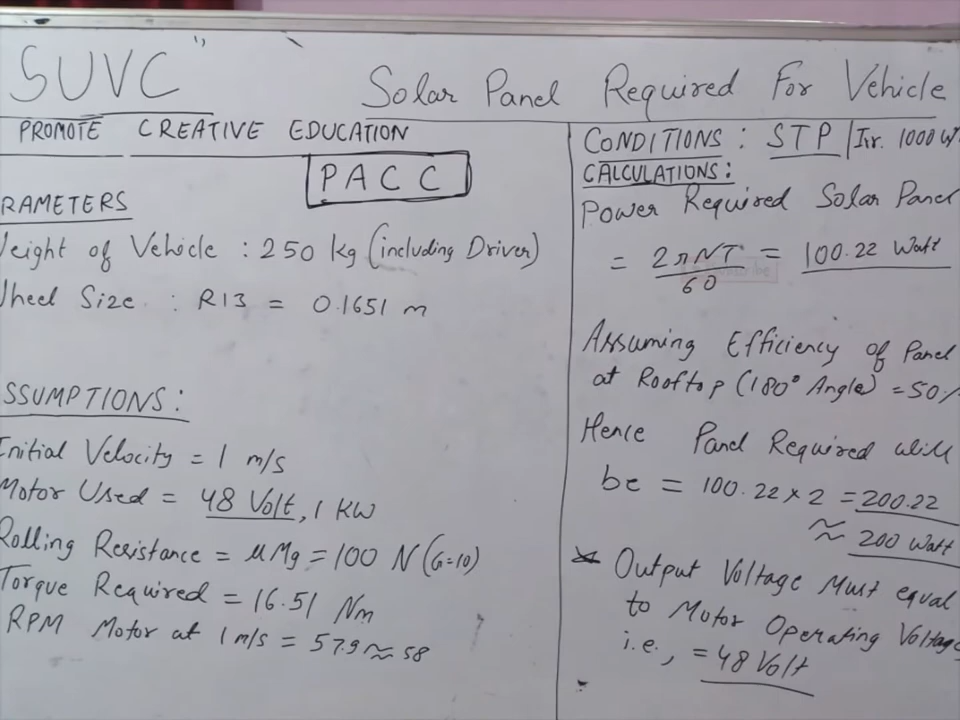 SUVC"
Solar Panel Required For Vehicle
PROMOTE CREATIVE EDUCATION
PACC
RAMETERS
eight of Vehicle : 250 kg (including Driver)
heel Size : R13 = 0.1651 m
SSUMPTIONS :
Initial Velocity = 1 m/s
Motor Used = 48 Volt, 1 KW
Rolling Resistance = μMg = 100 N (G=10)
Torque Required = 16.51 Nm
RPM Motor at 1 m/s = 57.9 ≈ 58
CONDITIONS : STP / Irr. 1000 W
CALCULATIONS :
Power Required Solar Panel
= 2πNT/60 = 100.22 Watt
Assuming Efficiency of Panel
at Rooftop (180° Angle) = 50%
Hence Panel Required will
be = 100.22 × 2 = 200.22
≈ 200 Watt
* Output Voltage Must equal
to Motor Operating Voltage
i.e., = 48 Volt